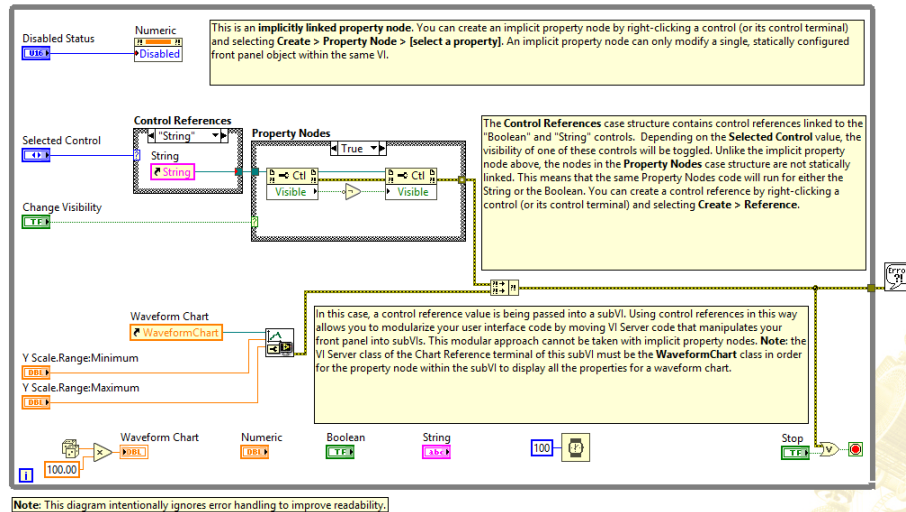 Disabled Status
U16
Numeric
Disabled
This is an implicitly linked property node. You can create an implicit property node by right-clicking a control (or its control terminal)
and selecting Create > Property Node > [select a property]. An implicit property node can only modify a single, statically configured
front panel object within the same VI.
Control References
"String"
String
String
Selected Control
Property Nodes
True
Ctl
Visible
Ctl
Visible
The Control References case structure contains control references linked to the
"Boolean" and "String" controls. Depending on the Selected Control value, the
visibility of one of these controls will be toggled. Unlike the implicit property
node above, the nodes in the Property Nodes case structure are not statically
linked. This means that the same Property Nodes code will run for either the
String or the Boolean. You can create a control reference by right-clicking a
control (or its control terminal) and selecting Create > Reference.
Change Visibility
TF
Erro
?!
Waveform Chart
WaveformChart
Y Scale.Range:Minimum
DBL
Y Scale.Range:Maximum
DBL
In this case, a control reference value is being passed into a subVI. Using control references in this way
allows you to modularize your user interface code by moving VI Server code that manipulates your
front panel into subVIs. This modular approach cannot be taken with implicit property nodes. Note: the
VI Server class of the Chart Reference terminal of this subVI must be the WaveformChart class in order
for the property node within the subVI to display all the properties for a waveform chart.
100.00
Waveform Chart
DBL
Numeric
DBL
Boolean
TF
String
abc
100
Stop
TF
i
Note: This diagram intentionally ignores error handling to improve readability.